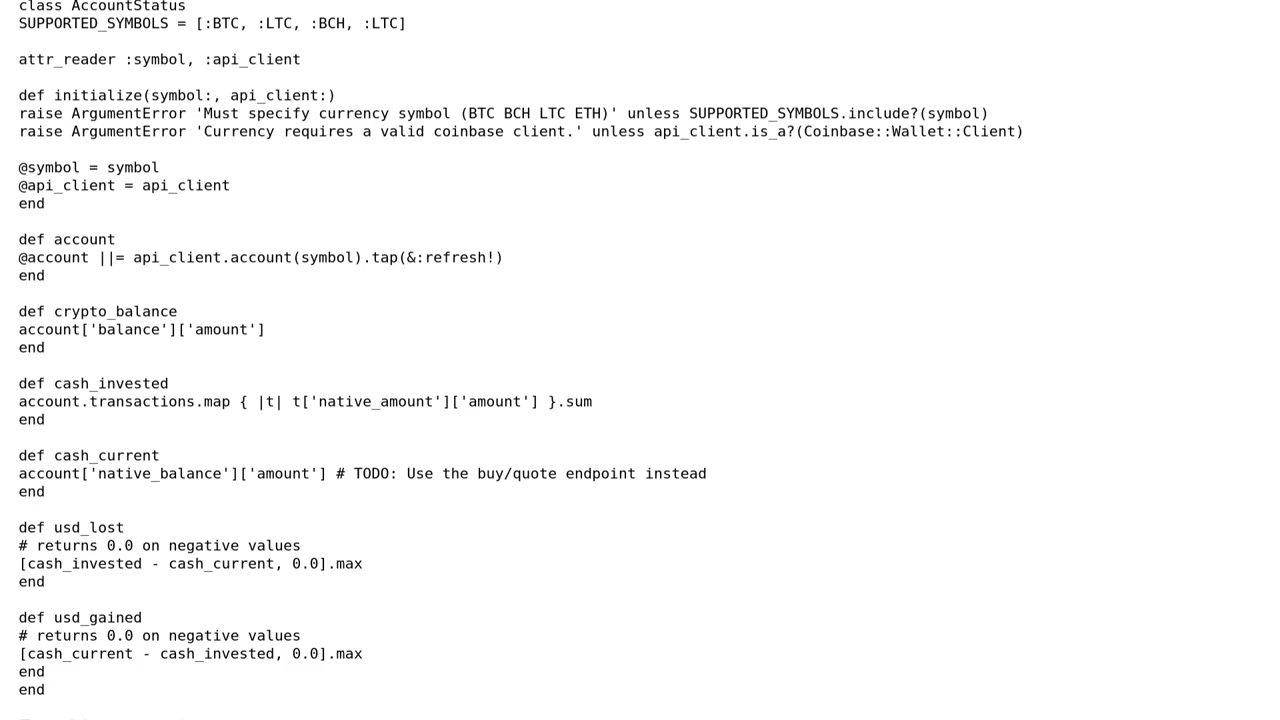 class AccountStatus
SUPPORTED_SYMBOLS = [:BTC, :LTC, :BCH, :LTC]
attr_reader :symbol, :api_client
def initialize(symbol:, api_client:)
raise ArgumentError 'Must specify currency symbol (BTC BCH LTC ETH)' unless SUPPORTED_SYMBOLS.include?(symbol)
raise ArgumentError 'Currency requires a valid coinbase client.' unless api_client.is_a?(Coinbase::Wallet::Client)
@symbol = symbol
@api_client = api_client
end
def account
@account ||= api_client.account(symbol).tap(&:refresh!)
end
def crypto_balance
account['balance']['amount']
end
def cash_invested
account.transactions.map { |t| t['native_amount']['amount'] }.sum
end
def cash_current
account['native_balance']['amount'] # TODO: Use the buy/quote endpoint instead
end
def usd_lost
# returns 0.0 on negative values
[cash_invested - cash_current, 0.0].max
end
def usd_gained
# returns 0.0 on negative values
[cash_current - cash_invested, 0.0].max
end
end